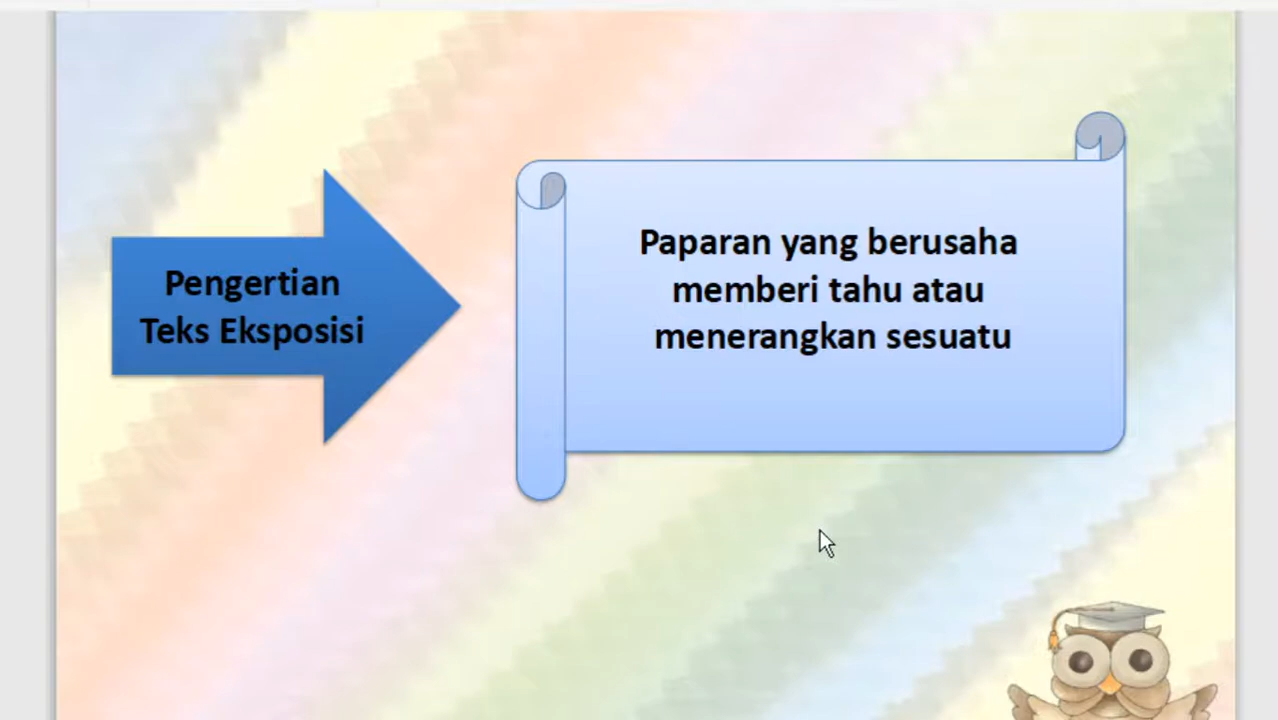 Pengertian
Teks Eksposisi
Paparan yang berusaha
memberi tahu atau
menerangkan sesuatu